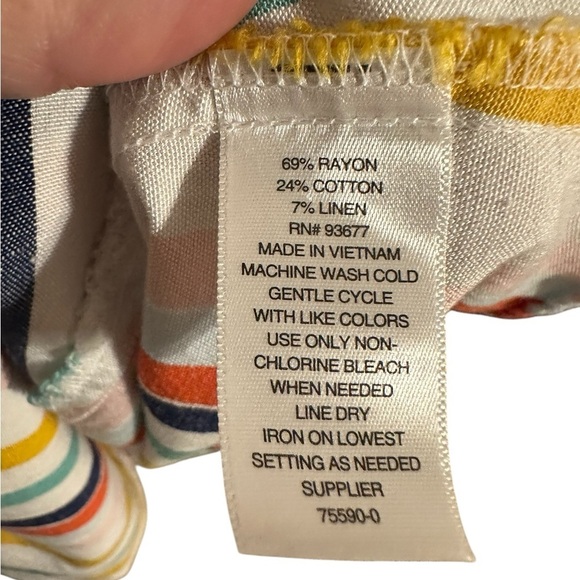 69% RAYON
24% COTTON
7% LINEN
RN# 93677
MADE IN VIETNAM
MACHINE WASH COLD
GENTLE CYCLE
WITH LIKE COLORS
USE ONLY NON-
CHLORINE BLEACH
WHEN NEEDED
LINE DRY
IRON ON LOWEST
SETTING AS NEEDED
SUPPLIER
75590-0